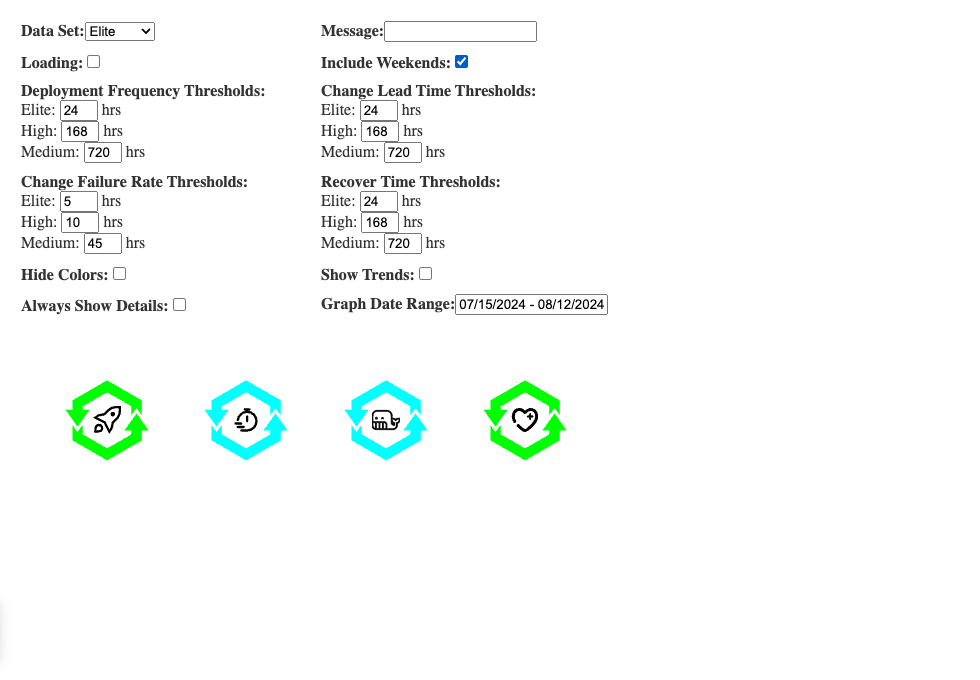 Data Set: Elite
Message:
Loading:
Include Weekends:
Deployment Frequency Thresholds:
Elite: 24 hrs
High: 168 hrs
Medium: 720 hrs
Change Lead Time Thresholds:
Elite: 24 hrs
High: 168 hrs
Medium: 720 hrs
Change Failure Rate Thresholds:
Elite: 5 hrs
High: 10 hrs
Medium: 45 hrs
Recover Time Thresholds:
Elite: 24 hrs
High: 168 hrs
Medium: 720 hrs
Hide Colors:
Show Trends:
Always Show Details:
Graph Date Range: 07/15/2024 - 08/12/2024